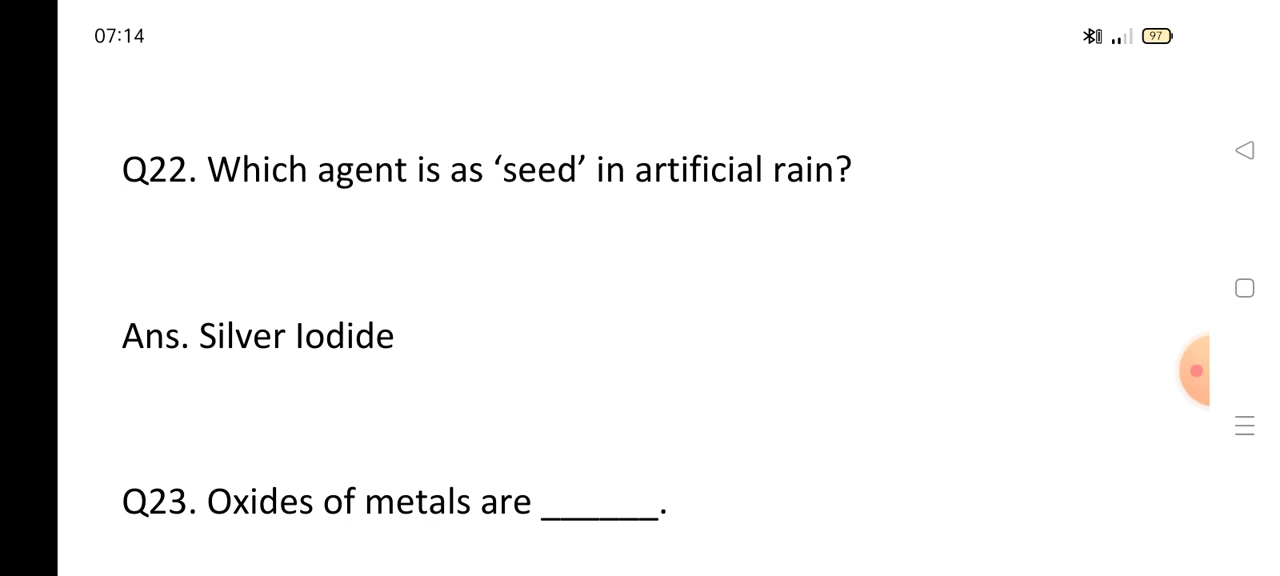 07:14
97
Q22. Which agent is as ‘seed’ in artificial rain?
Ans. Silver Iodide
Q23. Oxides of metals are ______.